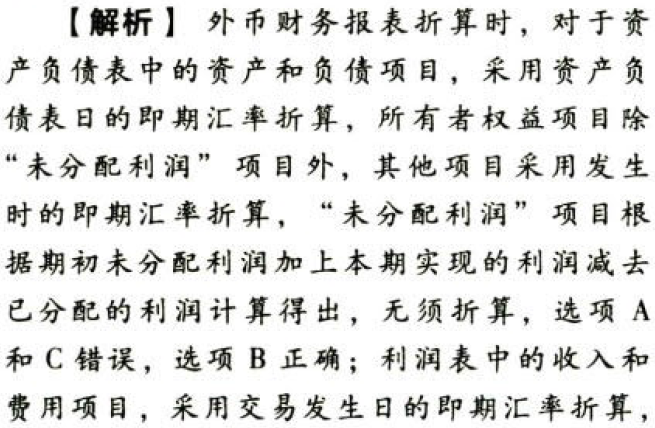 【解析】 外币财务报表折算时，对于资
产负债表中的资产和负债项目，采用资产负
债表日的即期汇率折算，所有者权益项目除
“未分配利润”项目外，其他项目采用发生
时的即期汇率折算，“未分配利润”项目根
据期初未分配利润加上本期实现的利润减去
已分配的利润计算得出，无须折算，选项 A
和 C 错误，选项 B 正确；利润表中的收入和
费用项目，采用交易发生日的即期汇率折算，